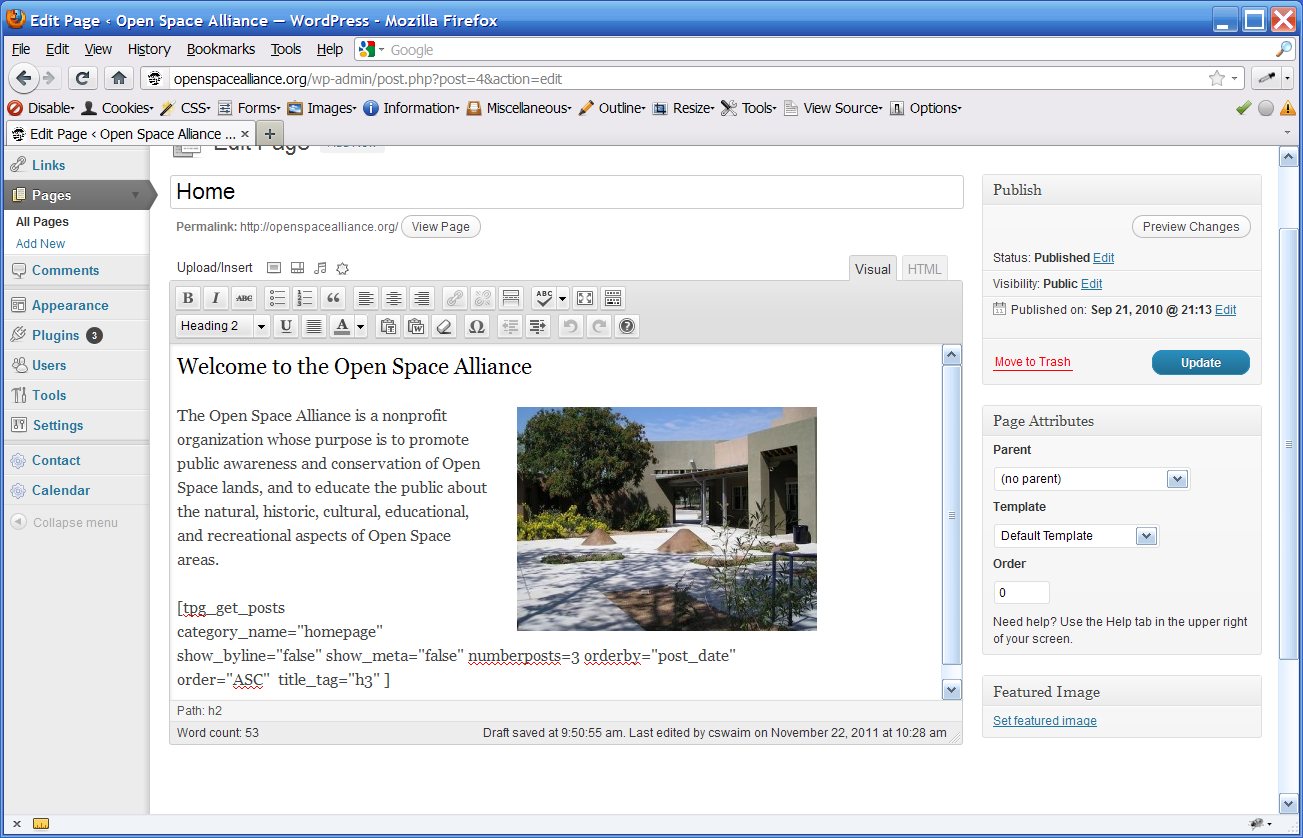 Edit Page ‹ Open Space Alliance — WordPress - Mozilla Firefox
File Edit View History Bookmarks Tools Help Google
openspacealliance.org/wp-admin/post.php?post=4&action=edit
Disable Cookies CSS Forms Images Information Miscellaneous Outline Resize Tools View Source Options
Edit Page ‹ Open Space Alliance ...
Edit Page Add New
Links
Pages
All Pages
Add New
Comments
Appearance
Plugins 3
Users
Tools
Settings
Contact
Calendar
Collapse menu
Home
Permalink: http://openspacealliance.org/ View Page
Upload/Insert
Visual HTML
B I ABC “ ABC
Heading 2 U A T W Ω ?
Welcome to the Open Space Alliance
The Open Space Alliance is a nonprofit
organization whose purpose is to promote
public awareness and conservation of Open
Space lands, and to educate the public about
the natural, historic, cultural, educational,
and recreational aspects of Open Space
areas.
[tpg_get_posts
category_name="homepage"
show_byline="false" show_meta="false" numberposts=3 orderby="post_date"
order="ASC"  title_tag="h3" ]
Path: h2
Word count: 53
Draft saved at 9:50:55 am. Last edited by cswaim on November 22, 2011 at 10:28 am
Publish
Preview Changes
Status: Published Edit
Visibility: Public Edit
Published on: Sep 21, 2010 @ 21:13 Edit
Move to Trash Update
Page Attributes
Parent
(no parent)
Template
Default Template
Order
0
Need help? Use the Help tab in the upper right
of your screen.
Featured Image
Set featured image